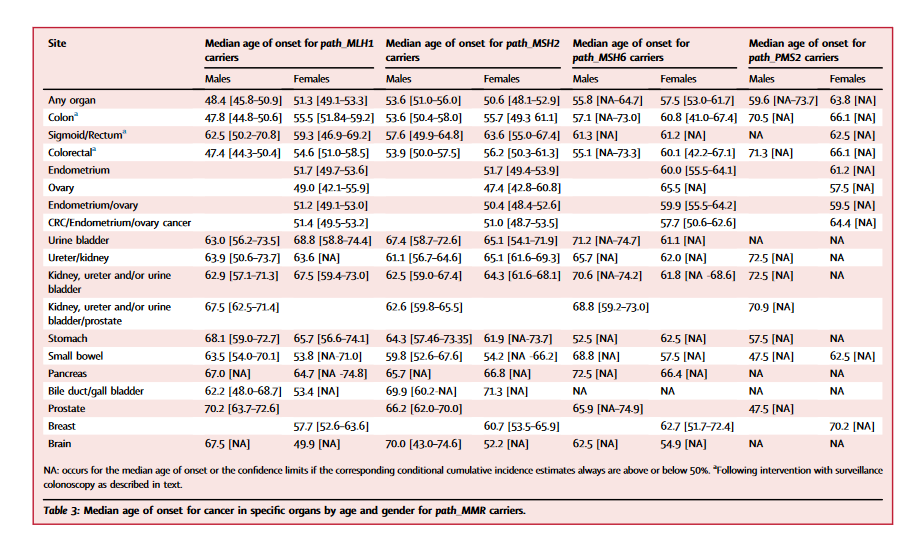 Site Median age of onset for path_MLH1 Median age of onset for path_MSH2 Median age of onset for Median age of onset for
carriers carriers path_MSH6 carriers path_PMS2 carriers
Males Females Males Females Males Females Males Females
Any organ 48.4 [45.8–50.9] 51.3 [49.1–53.3] 53.6 [51.0–56.0] 50.6 [48.1–52.9] 55.8 [NA–64.7] 57.5 [53.0–61.7] 59.6 [NA–73.7] 63.8 [NA]
Colonᵃ 47.8 [44.8–50.6] 55.5 [51.84–59.2] 53.6 [50.4–58.0] 55.7 [49.3 61.1] 57.1 [NA–73.0] 60.8 [41.0–67.4] 70.5 [NA] 66.1 [NA]
Sigmoid/Rectumᵃ 62.5 [50.2–70.8] 59.3 [46.9–69.2] 57.6 [49.9–64.8] 63.6 [55.0–67.4] 61.3 [NA] 61.2 [NA] NA 62.5 [NA]
Colorectalᵃ 47.4 [44.3–50.4] 54.6 [51.0–58.5] 53.9 [50.0–57.5] 56.2 [50.3–61.3] 55.1 [NA–73.3] 60.1 [42.2–67.1] 71.3 [NA] 66.1 [NA]
Endometrium 51.7 [49.7–53.6] 51.7 [49.4–53.9] 60.0 [55.5–64.1] 61.2 [NA]
Ovary 49.0 [42.1–55.9] 47.4 [42.8–60.8] 65.5 [NA] 57.5 [NA]
Endometrium/ovary 51.2 [49.1–53.0] 50.4 [48.4–52.6] 59.9 [55.5–64.2] 59.5 [NA]
CRC/Endometrium/ovary cancer 51.4 [49.5–53.2] 51.0 [48.7–53.5] 57.7 [50.6–62.6] 64.4 [NA]
Urine bladder 63.0 [56.2–73.5] 68.8 [58.8–74.4] 67.4 [58.7–72.6] 65.1 [54.1–71.9] 71.2 [NA–74.7] 61.1 [NA] NA NA
Ureter/kidney 63.9 [50.6–73.7] 63.6 [NA] 61.1 [56.7–64.6] 65.1 [61.6–69.3] 65.7 [NA] 62.0 [NA] 72.5 [NA] NA
Kidney, ureter and/or urine 62.9 [57.1–71.3] 67.5 [59.4–73.0] 62.5 [59.0–67.4] 64.3 [61.6–68.1] 70.6 [NA–74.2] 61.8 [NA -68.6] 72.5 [NA] NA
bladder
Kidney, ureter and/or urine 67.5 [62.5–71.4] 62.6 [59.8–65.5] 68.8 [59.2–73.0] 70.9 [NA]
bladder/prostate
Stomach 68.1 [59.0–72.7] 65.7 [56.6–74.1] 64.3 [57.46–73.35] 61.9 [NA–73.7] 52.5 [NA] 62.5 [NA] 57.5 [NA] NA
Small bowel 63.5 [54.0–70.1] 53.8 [NA-71.0] 59.8 [52.6–67.6] 54.2 [NA -66.2] 68.8 [NA] 57.5 [NA] 47.5 [NA] 62.5 [NA]
Pancreas 67.0 [NA] 64.7 [NA -74.8] 65.7 [NA] 66.8 [NA] 72.5 [NA] 66.4 [NA] NA NA
Bile duct/gall bladder 62.2 [48.0–68.7] 53.4 [NA] 69.9 [60.2-NA] 71.3 [NA] NA NA NA NA
Prostate 70.2 [63.7–72.6] 66.2 [62.0–70.0] 65.9 [NA–74.9] 47.5 [NA]
Breast 57.7 [52.6–63.6] 60.7 [53.5–65.9] 62.7 [51.7–72.4] 70.2 [NA]
Brain 67.5 [NA] 49.9 [NA] 70.0 [43.0–74.6] 52.2 [NA] 62.5 [NA] 54.9 [NA] NA NA
NA: occurs for the median age of onset or the confidence limits if the corresponding conditional cumulative incidence estimates always are above or below 50%. ᵃFollowing intervention with surveillance
colonoscopy as described in text.
Table 3: Median age of onset for cancer in specific organs by age and gender for path_MMR carriers.